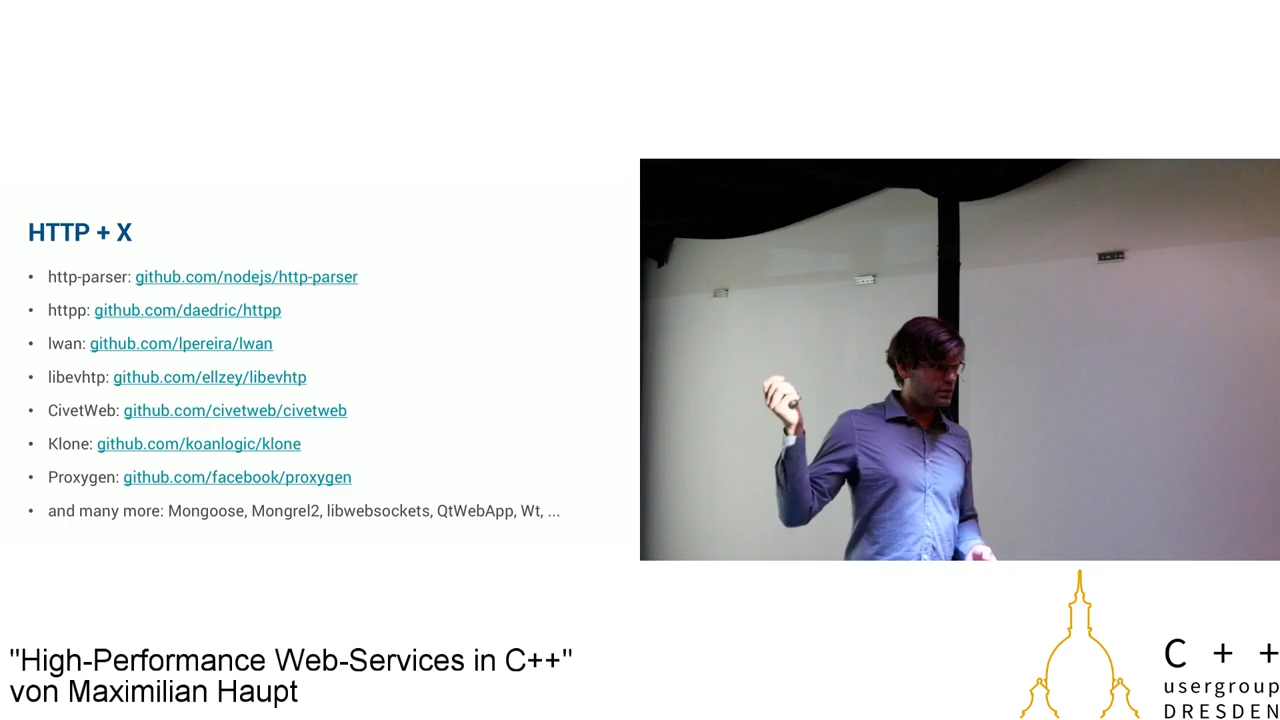 HTTP + X
• http-parser: github.com/nodejs/http-parser
• httpp: github.com/daedric/httpp
• lwan: github.com/lpereira/lwan
• libevhtp: github.com/ellzey/libevhtp
• CivetWeb: github.com/civetweb/civetweb
• Klone: github.com/koanlogic/klone
• Proxygen: github.com/facebook/proxygen
• and many more: Mongoose, Mongrel2, libwebsockets, QtWebApp, Wt, ...
"High-Performance Web-Services in C++"
von Maximilian Haupt
C + +
usergroup
DRESDEN